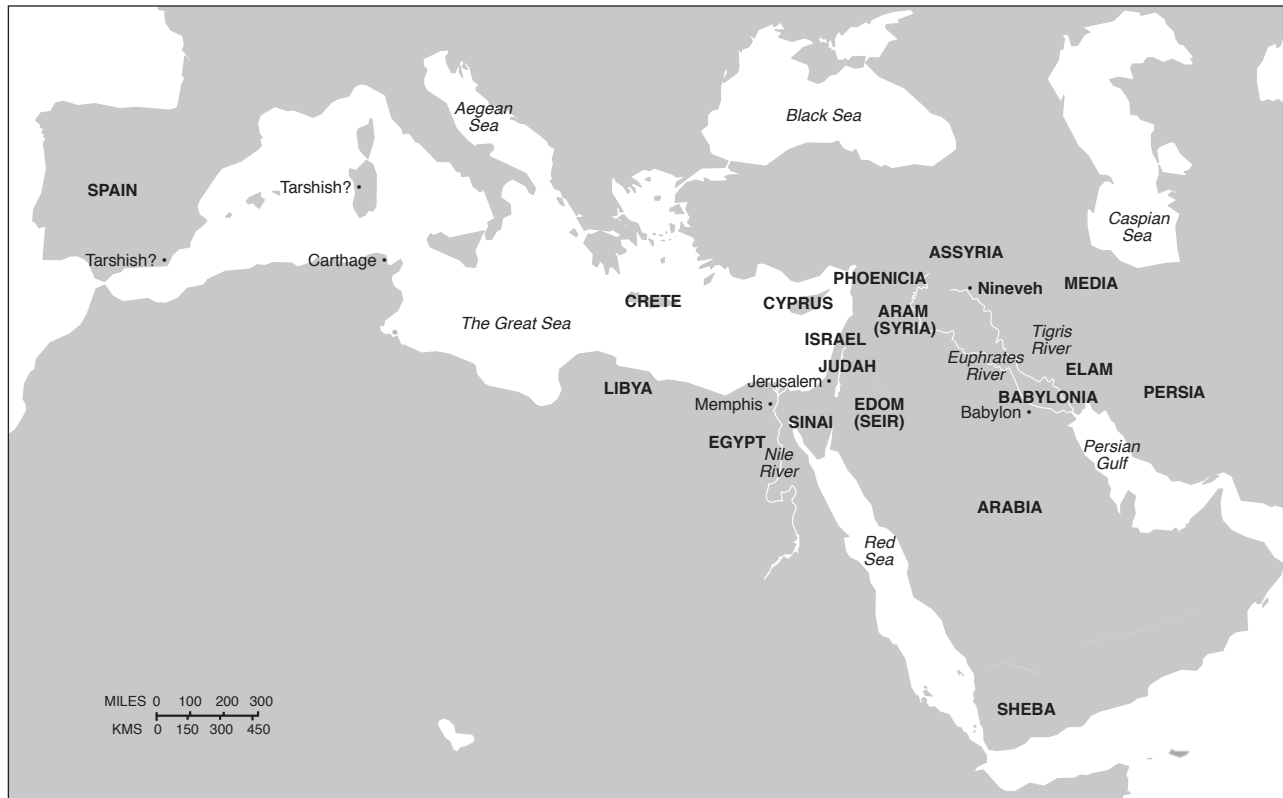 Aegean
Sea
Black Sea
SPAIN
Tarshish?
Caspian
Sea
Tarshish?
Carthage
ASSYRIA
PHOENICIA
Nineveh
MEDIA
CRETE
CYPRUS
ARAM
(SYRIA)
The Great Sea
ISRAEL
Tigris
River
JUDAH
Euphrates
River
ELAM
Jerusalem
LIBYA
Memphis
EDOM
(SEIR)
BABYLONIA
Babylon
PERSIA
SINAI
EGYPT
Nile
River
Persian
Gulf
ARABIA
Red
Sea
SHEBA
MILES 0 100 200 300
KMS 0 150 300 450